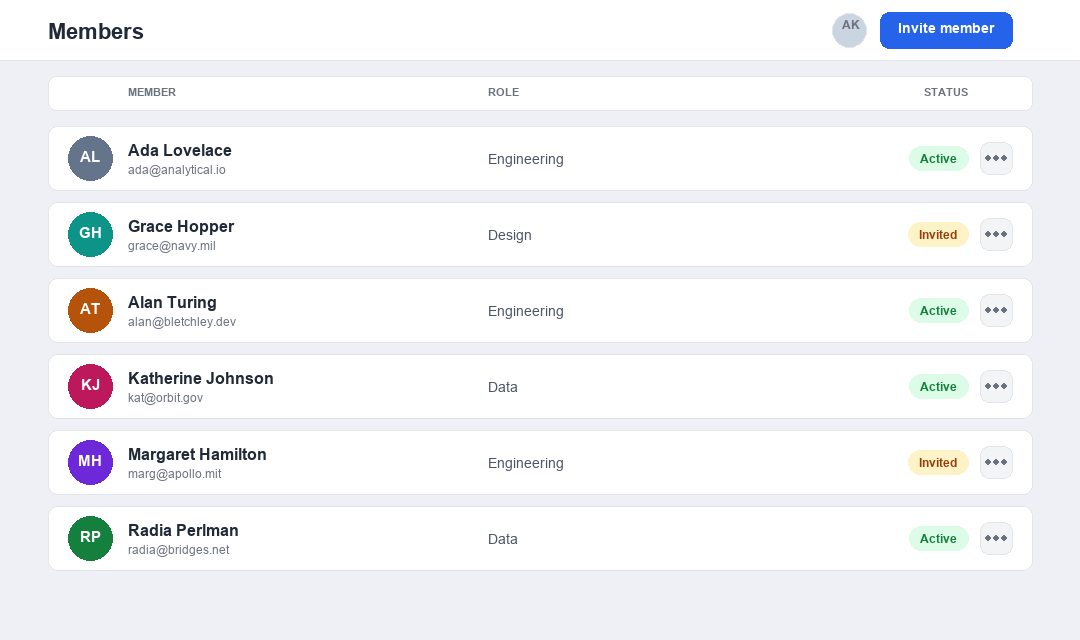 Members
AK
Invite member
MEMBER ROLE STATUS
AL
Ada Lovelace
ada@analytical.io
Engineering
Active
GH
Grace Hopper
grace@navy.mil
Design
Invited
AT
Alan Turing
alan@bletchley.dev
Engineering
Active
KJ
Katherine Johnson
kat@orbit.gov
Data
Active
MH
Margaret Hamilton
marg@apollo.mit
Engineering
Invited
RP
Radia Perlman
radia@bridges.net
Data
Active